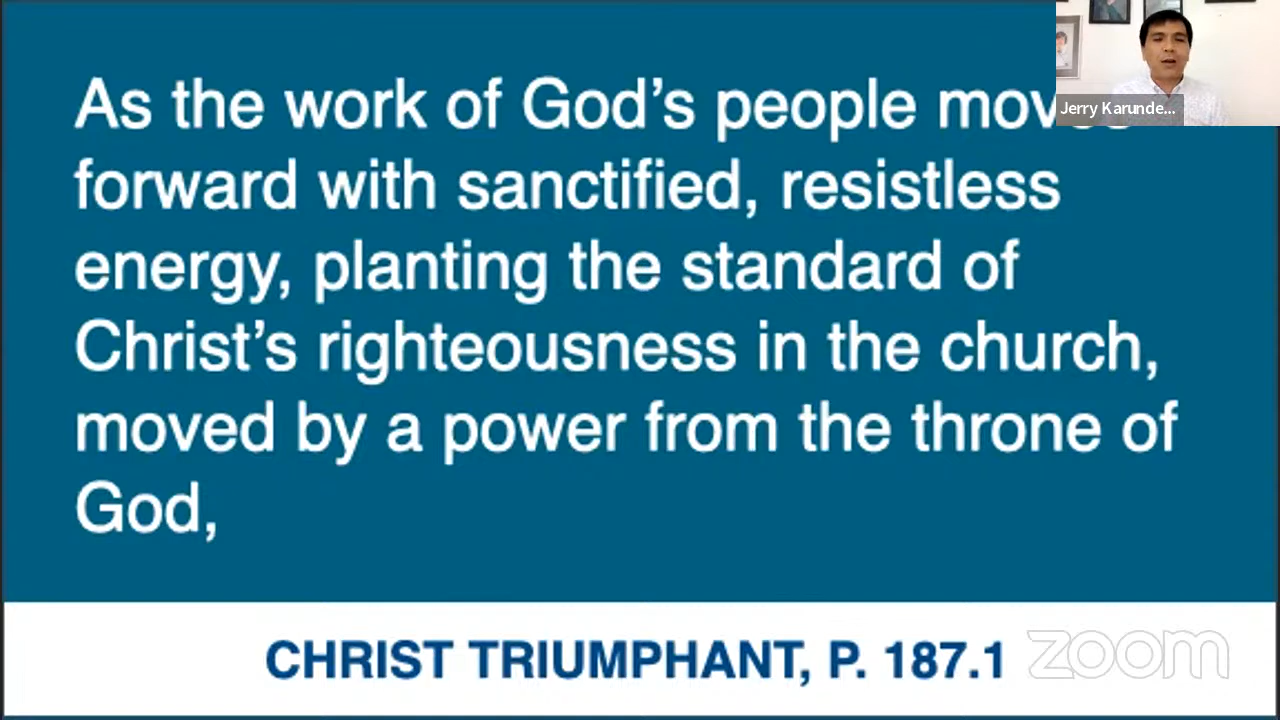 As the work of God's people moves
forward with sanctified, resistless
energy, planting the standard of
Christ's righteousness in the church,
moved by a power from the throne of
God,
CHRIST TRIUMPHANT, P. 187.1
zoom
Jerry Karunde...